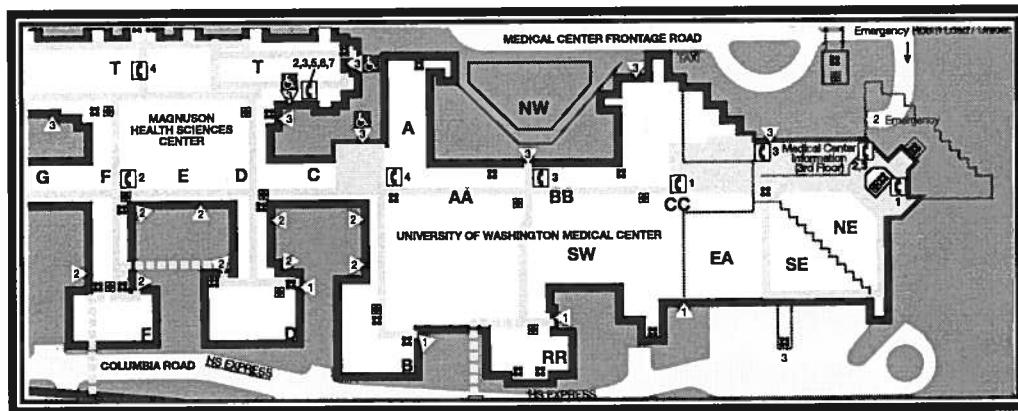 MEDICAL CENTER FRONTAGE ROAD
Emergency
TAXI
T
4
T
2,3,5,6,7
3
NW
3
A
MAGNUSON
HEALTH SCIENCES
CENTER
3
3
3
2 Emergency
3
Medical Center
Information
(3rd Floor)
2,3
G
F
2
E
D
C
4
3
1
1
AA
BB
CC
2
2
2
2
UNIVERSITY OF WASHINGTON MEDICAL CENTER
NE
SW
EA
SE
2
2
2
2
2
1
1
1
F
D
B
1
RR
3
COLUMBIA ROAD
HS EXPRESS
HS EXPRESS